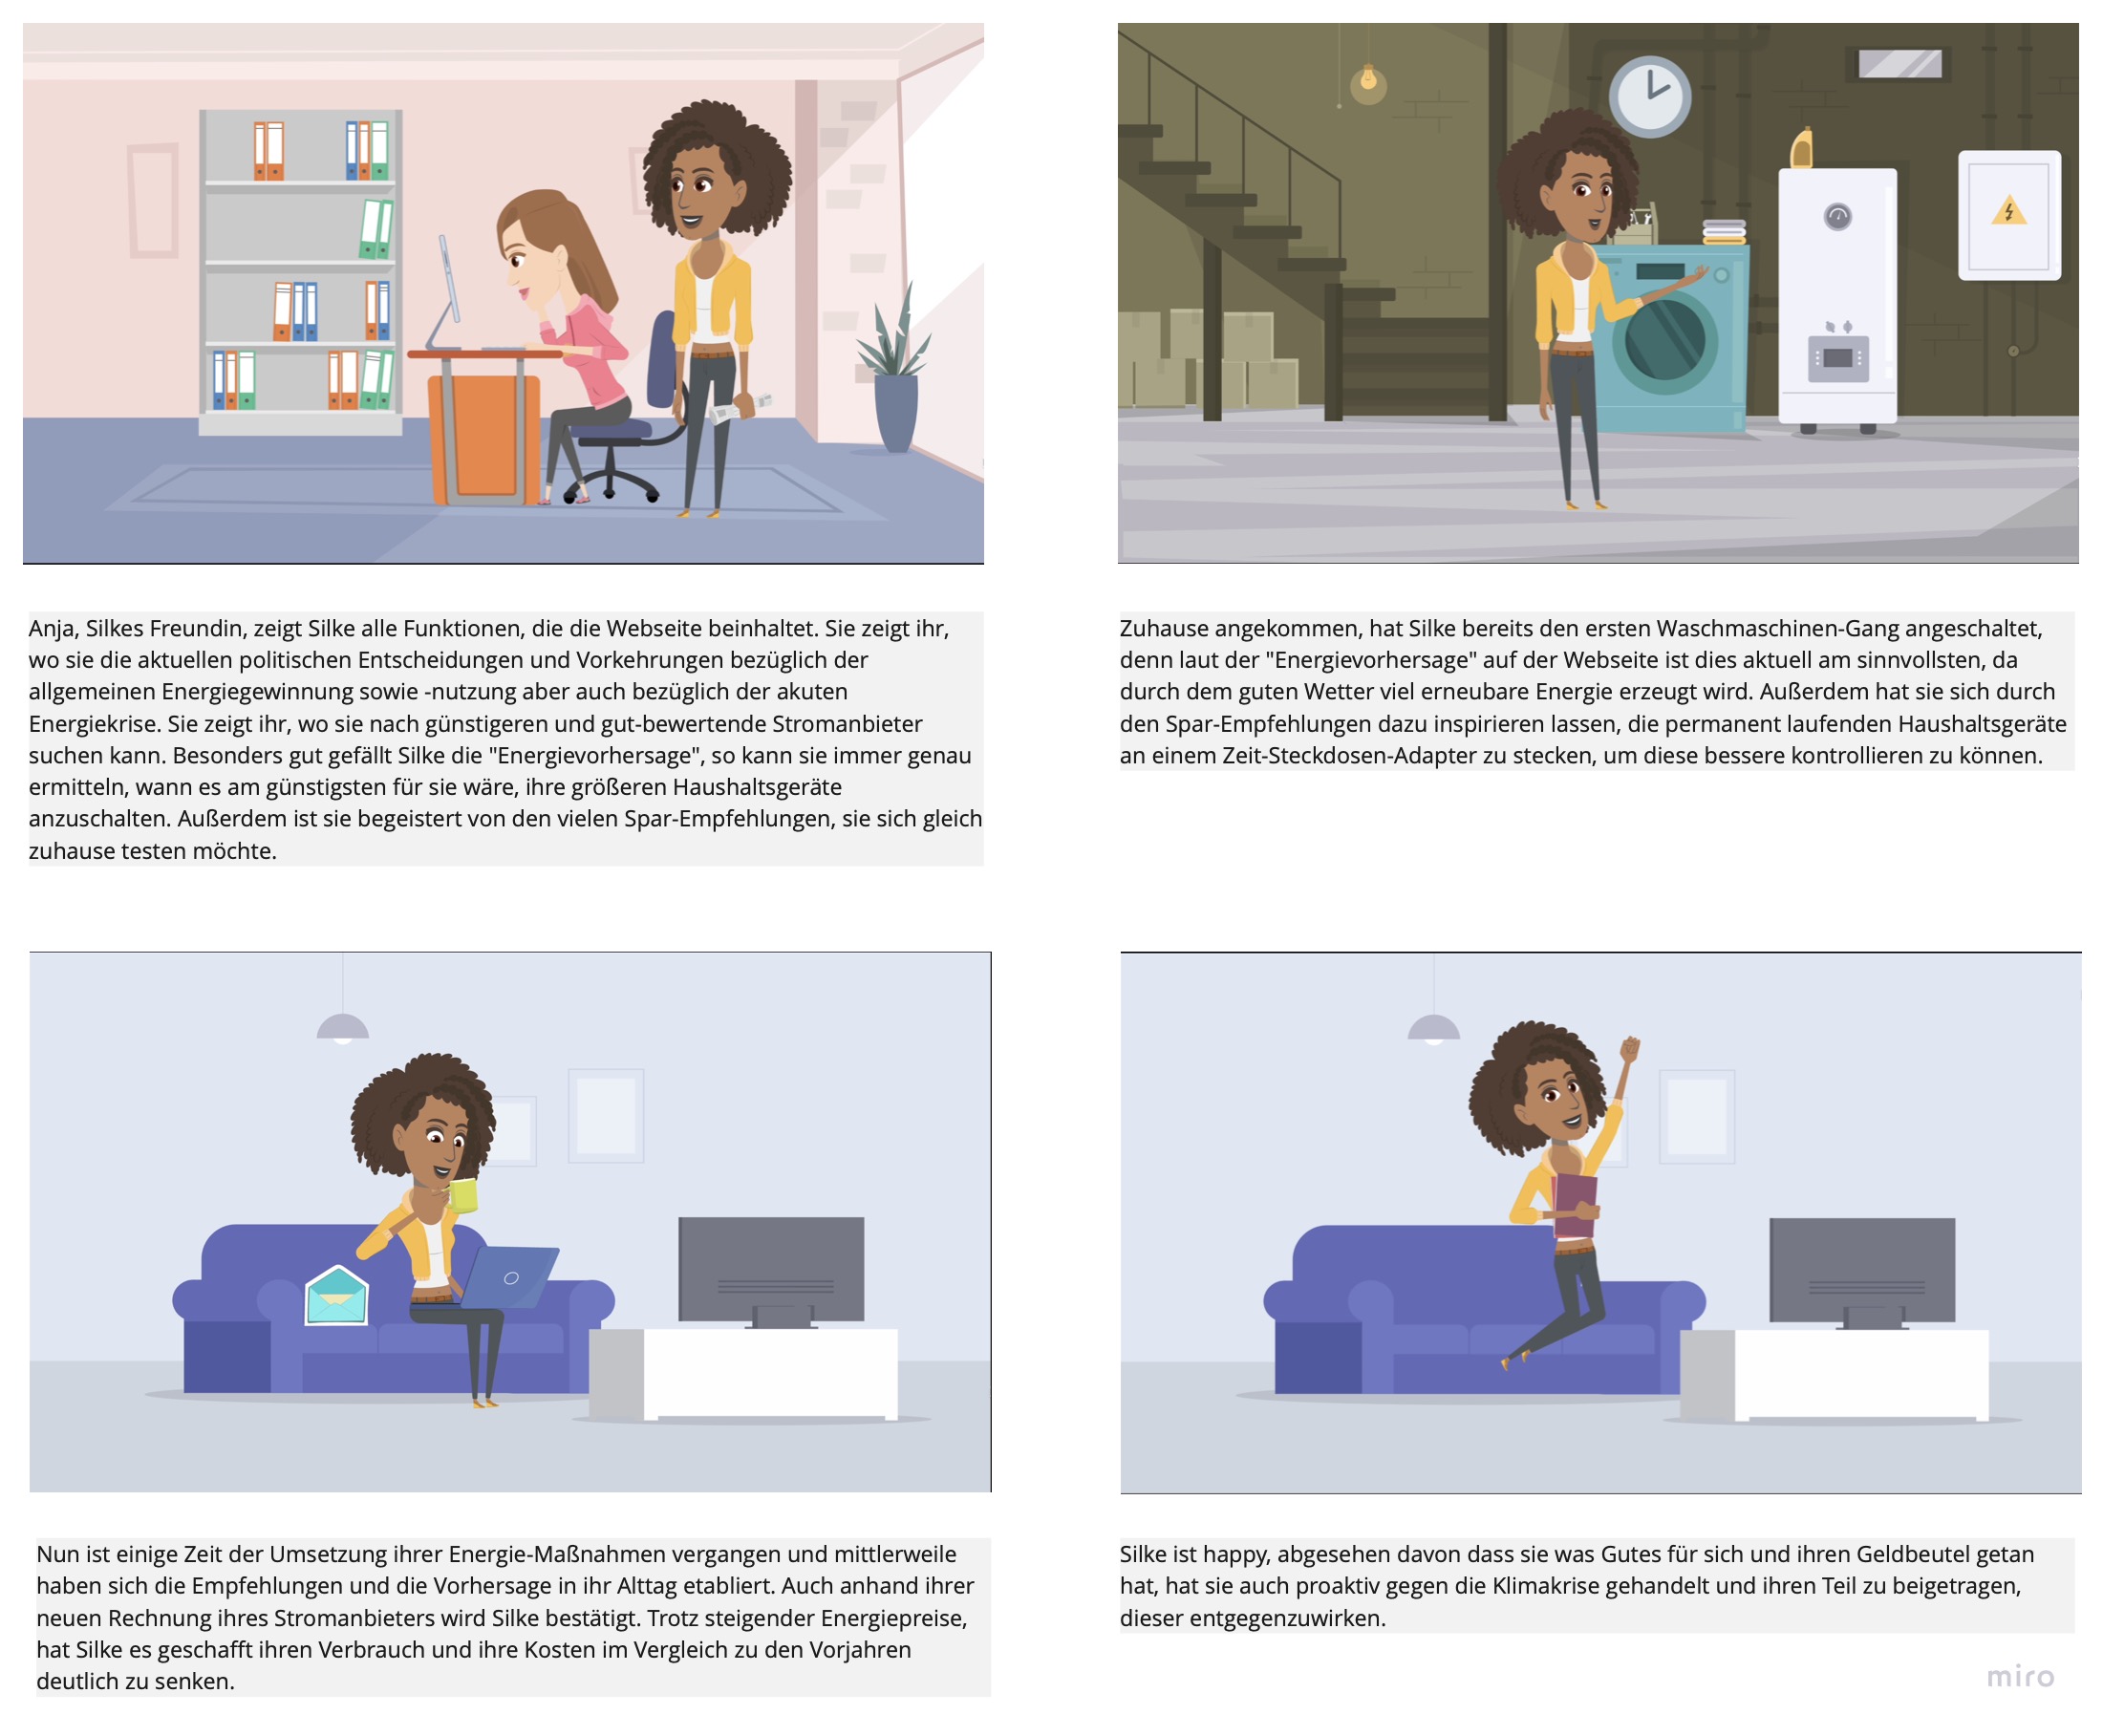 Anja, Silkes Freundin, zeigt Silke alle Funktionen, die die Webseite beinhaltet. Sie zeigt ihr,
wo sie die aktuellen politischen Entscheidungen und Vorkehrungen bezüglich der
allgemeinen Energiegewinnung sowie -nutzung aber auch bezüglich der akuten
Energiekrise. Sie zeigt ihr, wo sie nach günstigeren und gut-bewertende Stromanbieter
suchen kann. Besonders gut gefällt Silke die "Energievorhersage", so kann sie immer genau
ermitteln, wann es am günstigsten für sie wäre, ihre größeren Haushaltsgeräte
anzuschalten. Außerdem ist sie begeistert von den vielen Spar-Empfehlungen, sie sich gleich
zuhause testen möchte.
Zuhause angekommen, hat Silke bereits den ersten Waschmaschinen-Gang angeschaltet,
denn laut der "Energievorhersage" auf der Webseite ist dies aktuell am sinnvollsten, da
durch dem guten Wetter viel erneubare Energie erzeugt wird. Außerdem hat sie sich durch
den Spar-Empfehlungen dazu inspirieren lassen, die permanent laufenden Haushaltsgeräte
an einem Zeit-Steckdosen-Adapter zu stecken, um diese bessere kontrollieren zu können.
Nun ist einige Zeit der Umsetzung ihrer Energie-Maßnahmen vergangen und mittlerweile
haben sich die Empfehlungen und die Vorhersage in ihr Alttag etabliert. Auch anhand ihrer
neuen Rechnung ihres Stromanbieters wird Silke bestätigt. Trotz steigender Energiepreise,
hat Silke es geschafft ihren Verbrauch und ihre Kosten im Vergleich zu den Vorjahren
deutlich zu senken.
Silke ist happy, abgesehen davon dass sie was Gutes für sich und ihren Geldbeutel getan
hat, hat sie auch proaktiv gegen die Klimakrise gehandelt und ihren Teil zu beigetragen,
dieser entgegenzuwirken.
miro